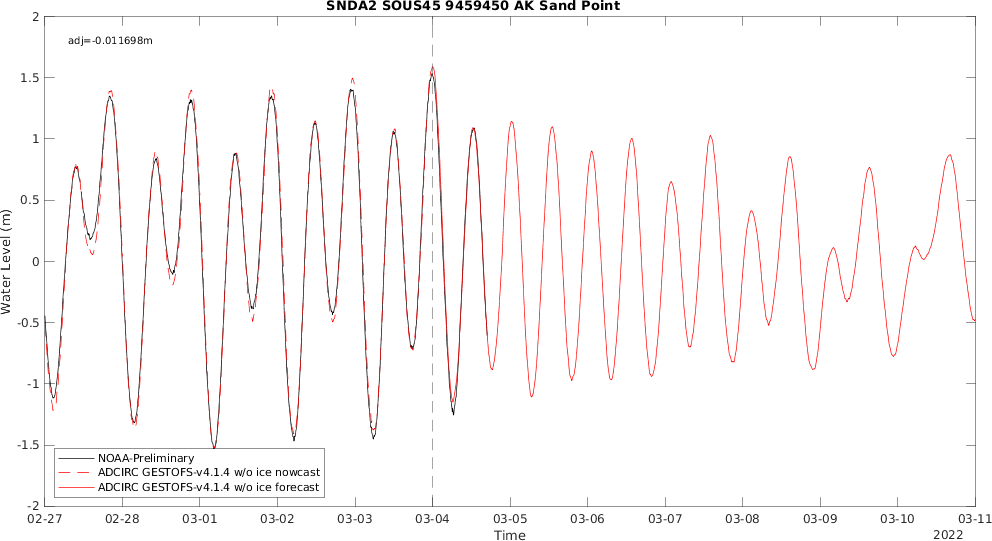 SNDA2 SOUS45 9459450 AK Sand Point
adj=-0.011698m
2
1.5
1
0.5
0
-0.5
-1
-1.5
-2
Water Level (m)
NOAA-Preliminary
ADCIRC GESTOFS-v4.1.4 w/o ice nowcast
ADCIRC GESTOFS-v4.1.4 w/o ice forecast
02-27 02-28 03-01 03-02 03-03 03-04 03-05 03-06 03-07 03-08 03-09 03-10 03-11
Time
2022